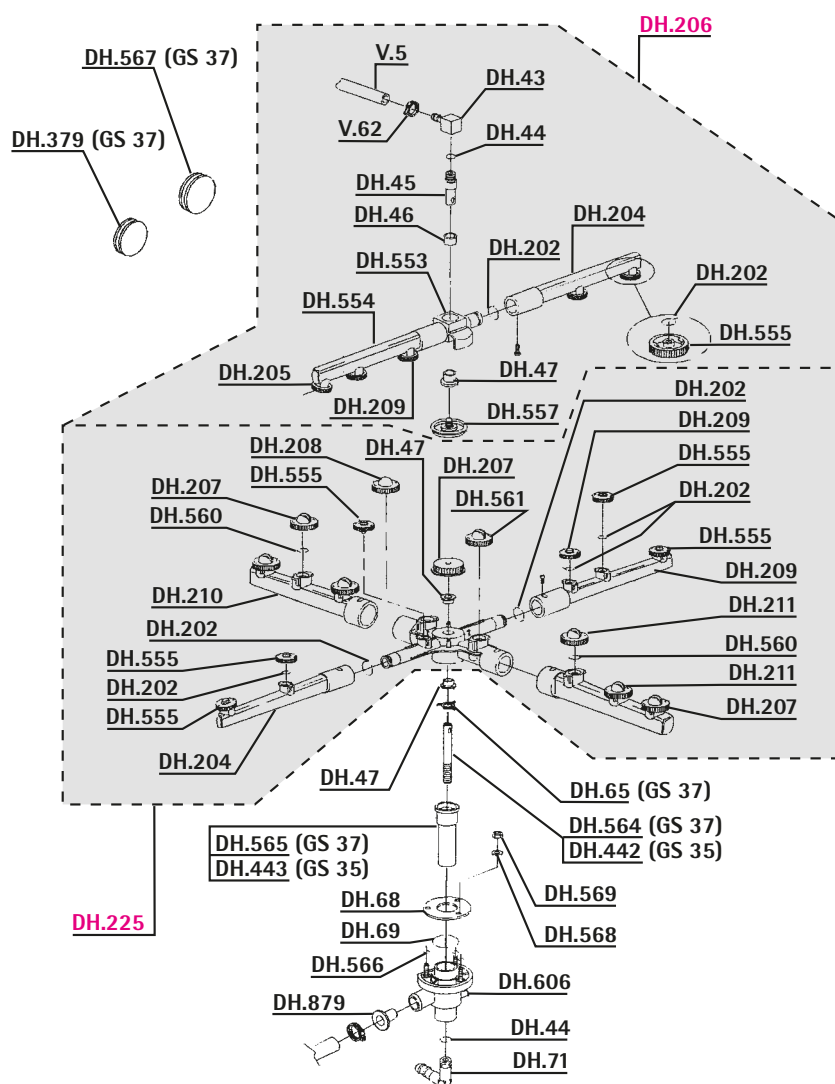 DH.206
DH.567 (GS 37)
V.5
DH.43
V.62
DH.44
DH.379 (GS 37)
DH.45
DH.46
DH.204
DH.202
DH.553
DH.202
DH.554
DH.555
DH.205
DH.47
DH.209
DH.202
DH.557
DH.47
DH.209
DH.208
DH.555
DH.207
DH.555
DH.207
DH.561
DH.202
DH.560
DH.555
DH.210
DH.209
DH.211
DH.202
DH.555
DH.560
DH.202
DH.211
DH.555
DH.207
DH.204
DH.47
DH.65 (GS 37)
DH.565 (GS 37)
DH.564 (GS 37)
DH.443 (GS 35)
DH.442 (GS 35)
DH.68
DH.569
DH.225
DH.69
DH.568
DH.566
DH.606
DH.879
DH.44
DH.71